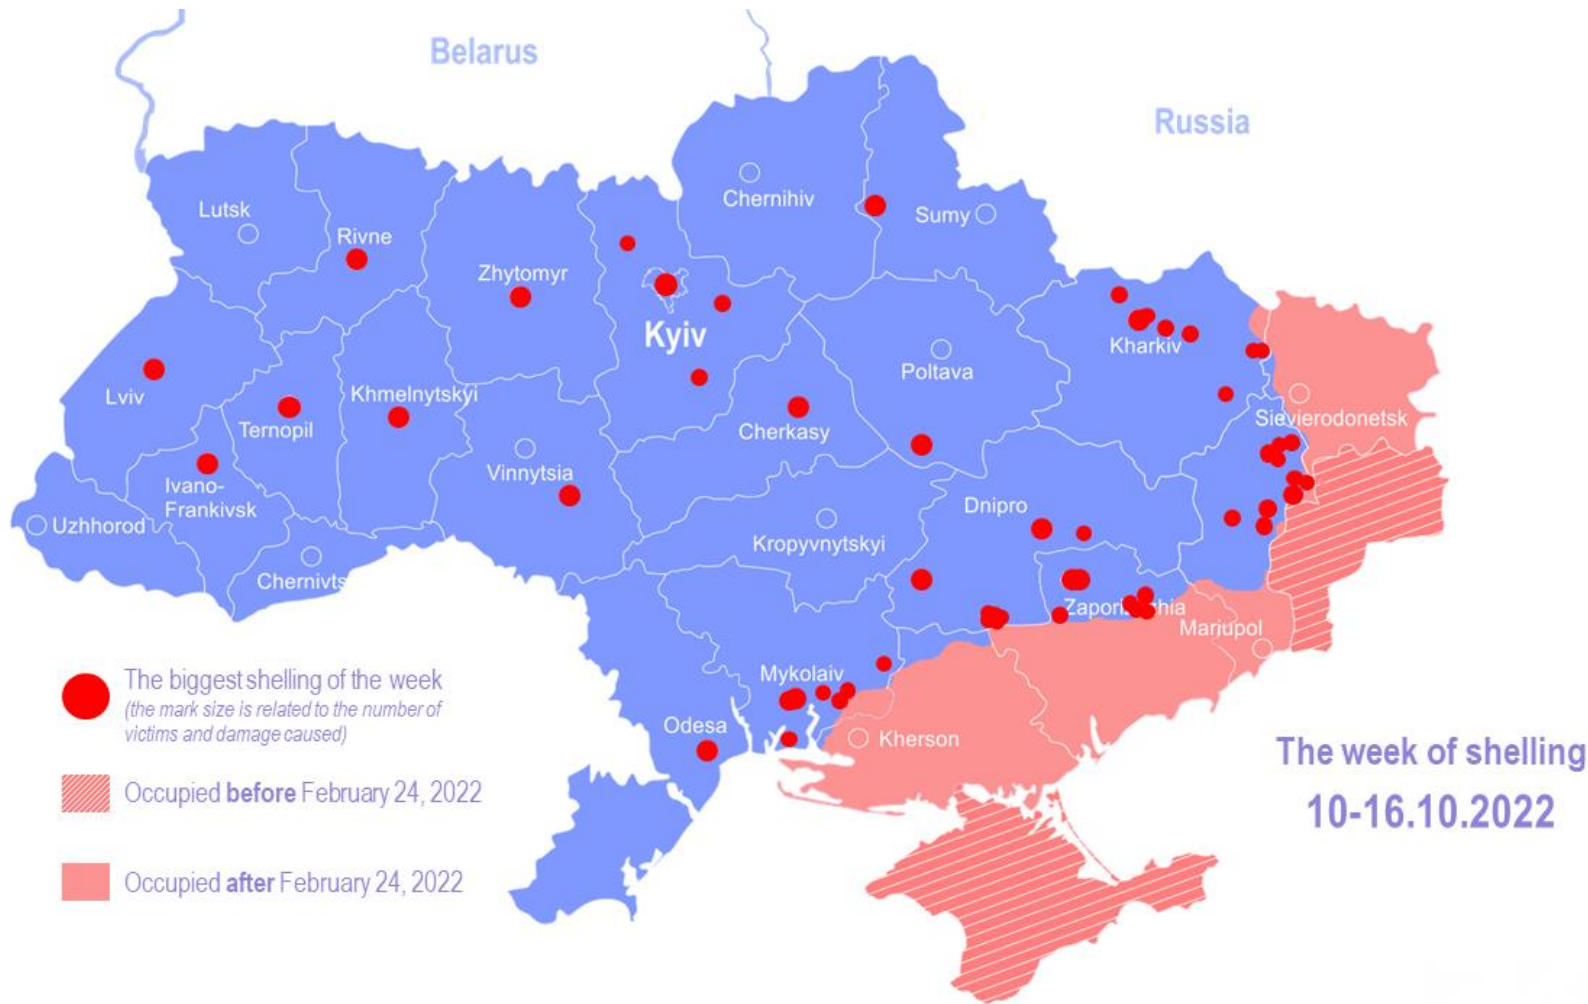 Belarus
Russia
Chernihiv
Sumy
Lutsk
Rivne
Zhytomyr
Kyiv
Kharkiv
Poltava
Lviv
Khmelnytskyi
Ternopil
Cherkasy
Sievierodonetsk
Vinnytsia
Ivano-
Frankivsk
Dnipro
Uzhhorod
Kropyvnytskyi
Chernivts
Mariupol
Mykolaiv
Odesa
Kherson
The biggest shelling of the week
(the mark size is related to the number of
victims and damage caused)
Occupied before February 24, 2022
Occupied after February 24, 2022
The week of shelling
10-16.10.2022